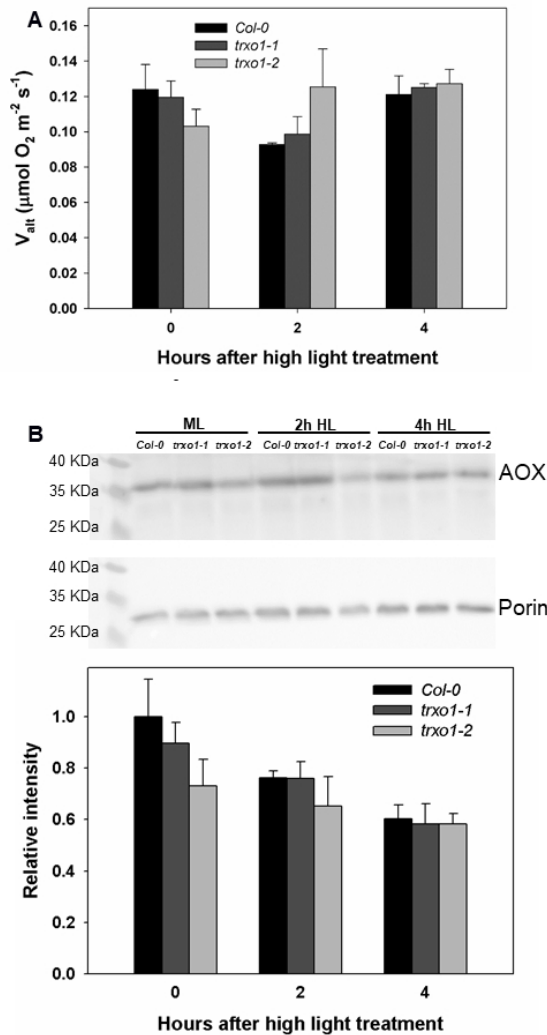 A
Col-0
trxo1-1
trxo1-2
0.16
0.14
0.12
0.10
0.08
0.06
0.04
0.02
0.00
V_alt (μmol O₂ m⁻² s⁻¹)
0 2 4
Hours after high light treatment
B
ML 2h HL 4h HL
Col-0 trxo1-1 trxo1-2 Col-0 trxo1-1 trxo1-2 Col-0 trxo1-1 trxo1-2
40 KDa
AOX
35 KDa
25 KDa
40 KDa
35 KDa
Porin
25 KDa
Col-0
trxo1-1
trxo1-2
1.0
0.8
0.6
0.4
0.2
0.0
Relative intensity
0 2 4
Hours after high light treatment